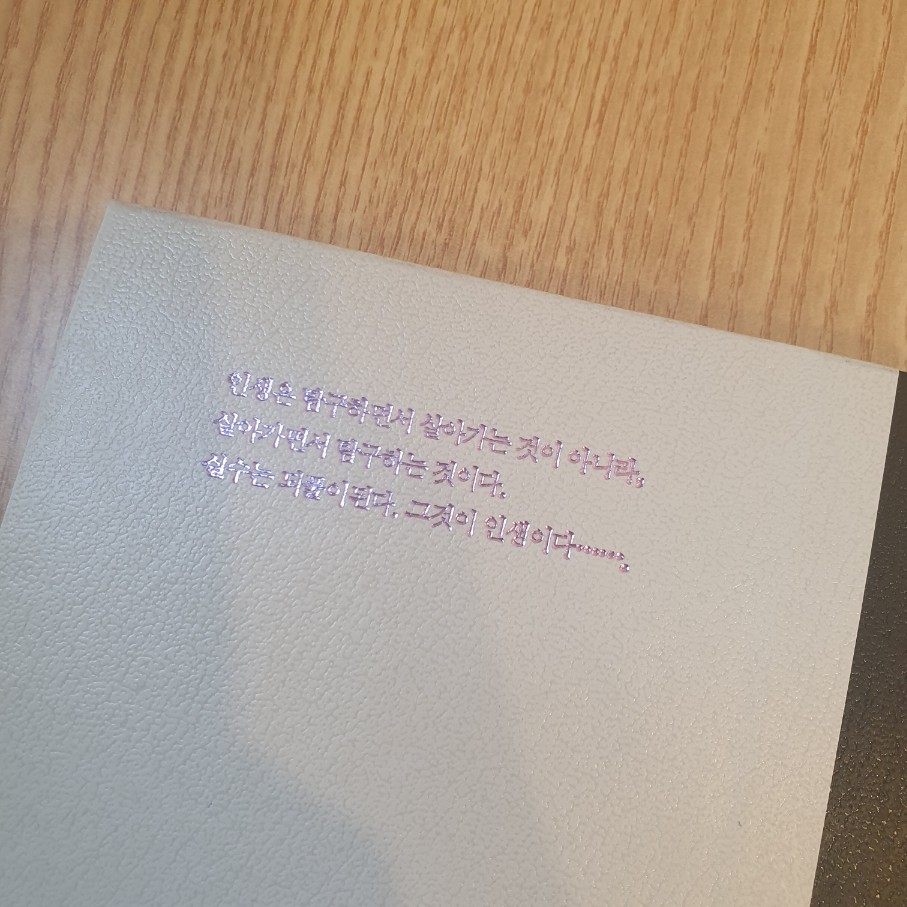 인생은 탐구하면서 살아가는 것이 아니라,
살아가면서 탐구하는 것이다.
실수는 되풀이된다. 그것이 인생이다…….